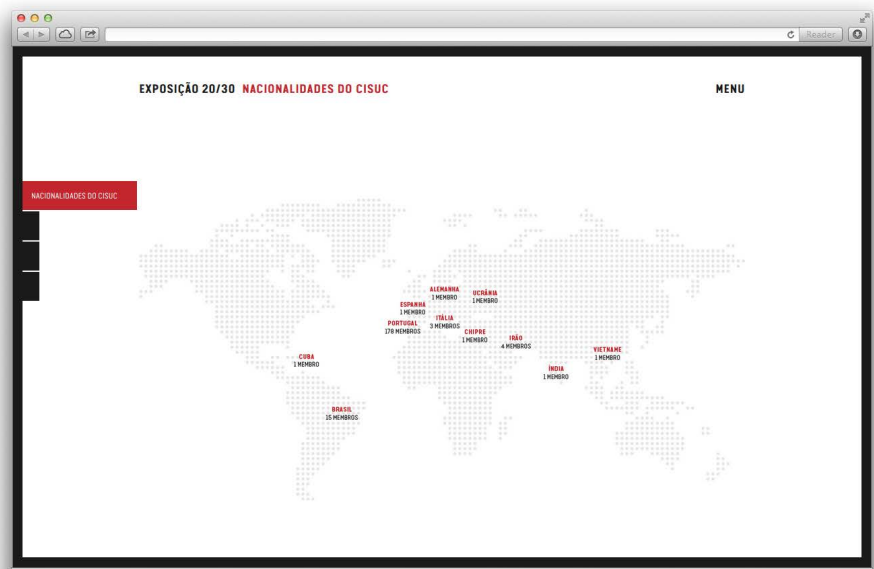 Reader
EXPOSIÇÃO 20/30 NACIONALIDADES DO CISUC
MENU
NACIONALIDADES DO CISUC
ALEMANHA
1 MEMBRO
UCRÂNIA
1 MEMBRO
ESPANHA
1 MEMBRO
PORTUGAL
178 MEMBROS
ITÁLIA
3 MEMBROS
CHIPRE
1 MEMBRO
IRÃO
4 MEMBROS
VIETNAME
1 MEMBRO
ÍNDIA
1 MEMBRO
CUBA
1 MEMBRO
BRASIL
15 MEMBROS